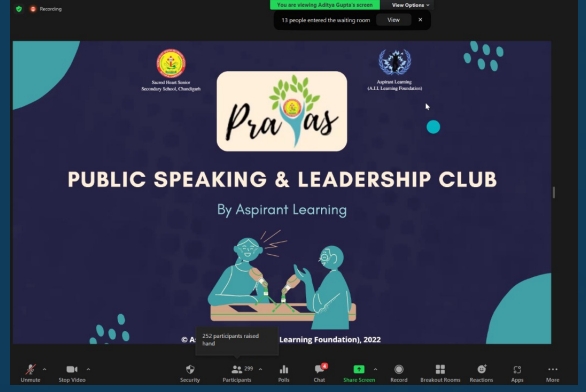 Recording
You are viewing Aditya Gupta's screen
View Options
13 people entered the waiting room
View
Sacred Heart Senior
Secondary School, Chandigarh
Aspirant Learning
(A.J.J. Learning Foundation)
Prayas
PUBLIC SPEAKING & LEADERSHIP CLUB
By Aspirant Learning
252 participants raised
hand
© As
Learning Foundation), 2022
Unmute
Stop Video
Security
299
Participants
Polls
Chat
Share Screen
Record
Breakout Rooms
Reactions
Apps
More